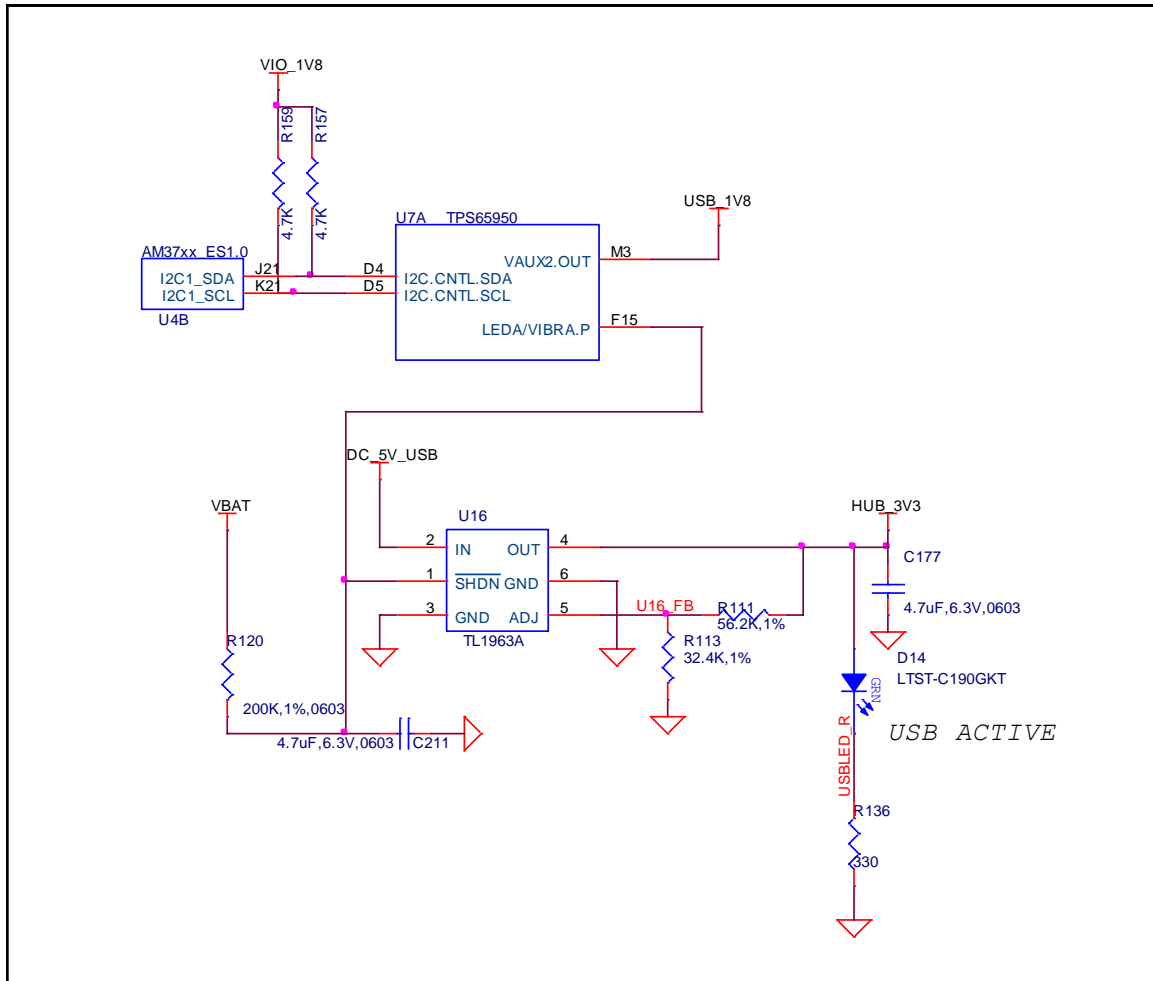 VIO_1V8
R159
R157
4.7K
4.7K
USB_1V8
U7A TPS65950
AM37xx_ES1.0
VAUX2.OUT
M3
I2C1_SDA
J21
D4
I2C.CNTL.SDA
I2C1_SCL
K21
D5
I2C.CNTL.SCL
U4B
LEDA/VIBRA.P
F15
DC_5V_USB
VBAT
HUB_3V3
U16
2
IN
OUT
4
C177
1
SHDN
GND
6
4.7uF,6.3V,0603
3
GND
ADJ
5
U16_FB
R111
56.2K,1%
TL1963A
R113
32.4K,1%
R120
D14
LTST-C190GKT
GRN
200K,1%,0603
4.7uF,6.3V,0603
C211
USBLED_R
USB ACTIVE
R136
330